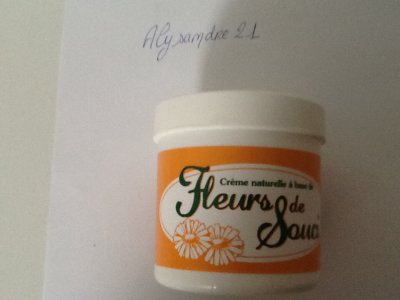 Alysandre 21
Crème naturelle à base de
Fleurs
de
Souci